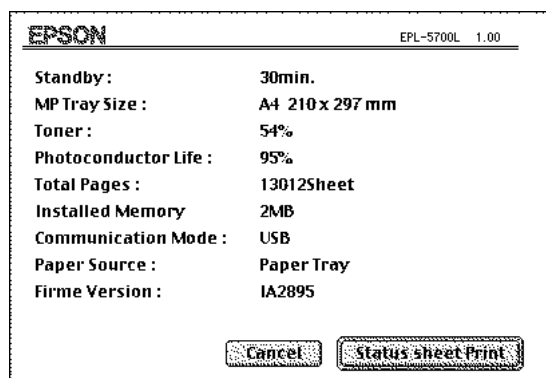 EPSON EPL-5700L 1.00
Standby : 30min.
MP Tray Size : A4 210 x 297 mm
Toner : 54%
Photoconductor Life : 95%
Total Pages : 13012Sheet
Installed Memory 2MB
Communication Mode : USB
Paper Source : Paper Tray
Firme Version : IA2895
Cancel Status sheet Print